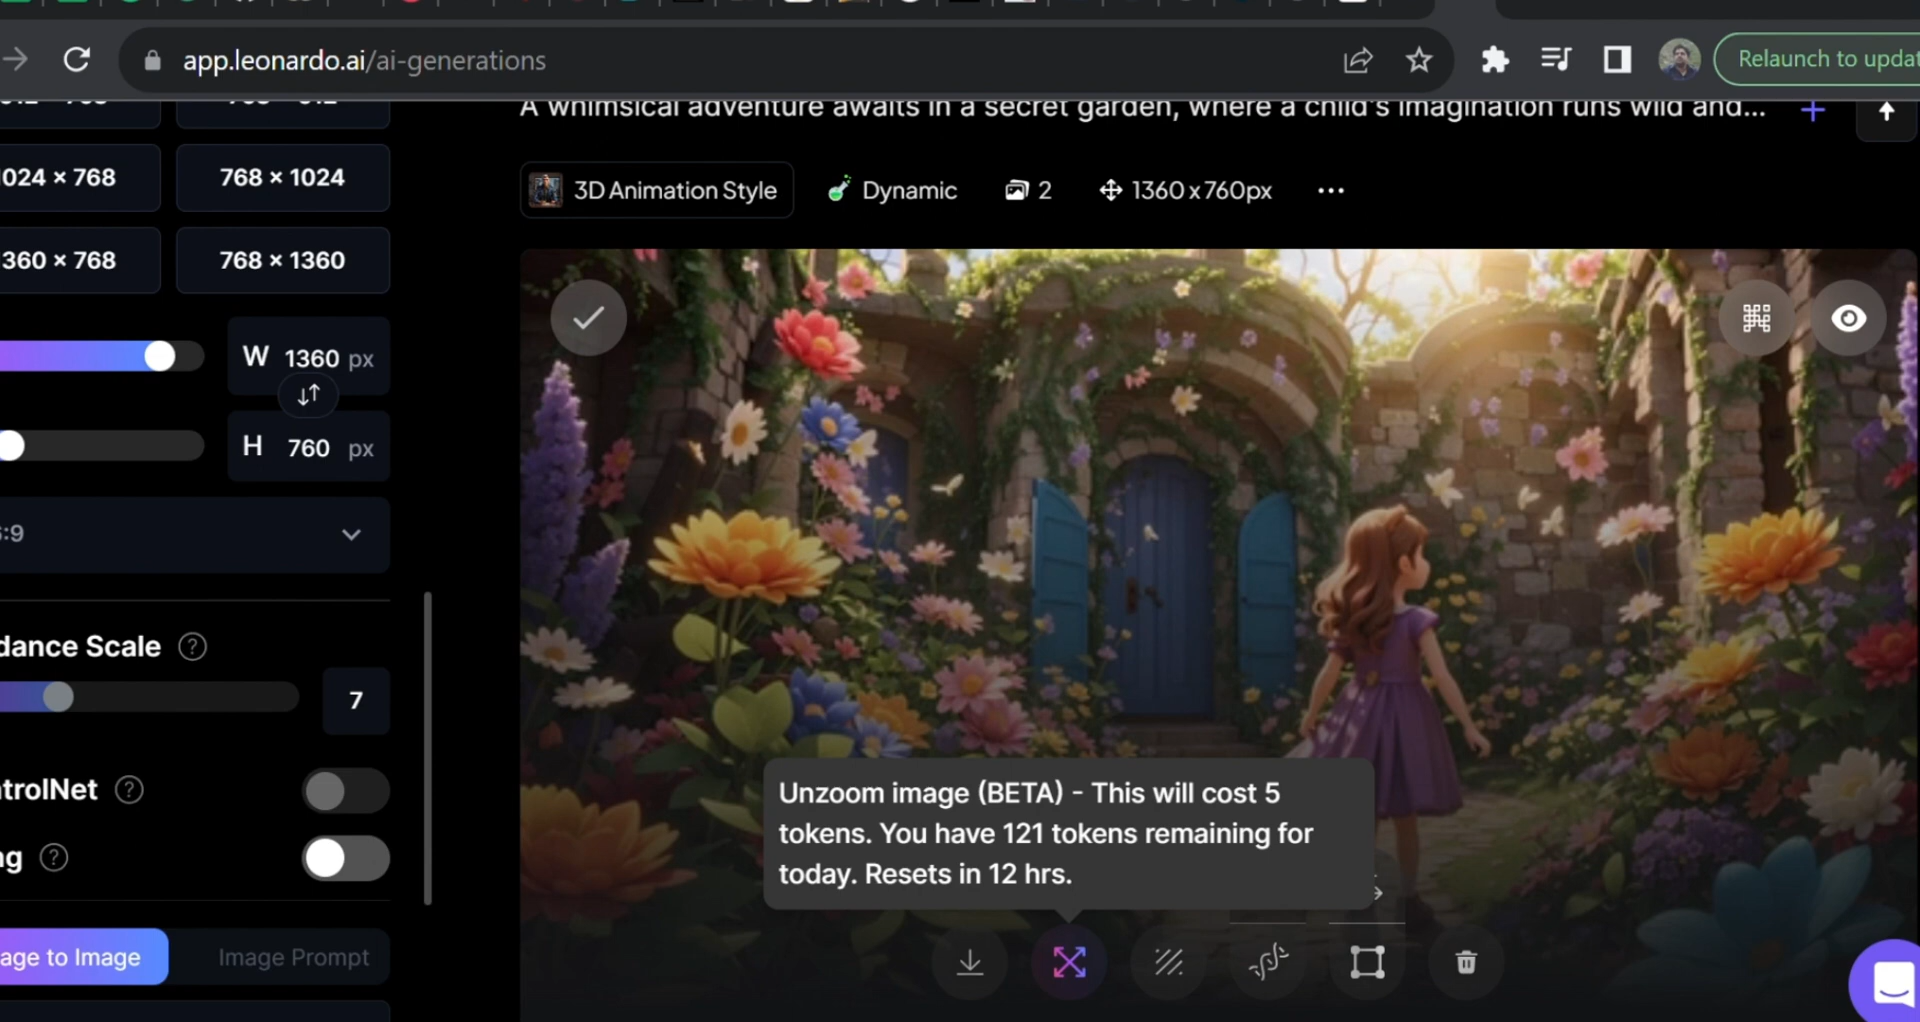 app.leonardo.ai/ai-generations
Relaunch to updat
A whimsical adventure awaits in a secret garden, where a child's imagination runs wild and...
3D Animation Style Dynamic 2 1360 x 760px
024 × 768 768 × 1024
360 × 768 768 × 1360
W 1360 px
H 760 px
:9
dance Scale
7
trolNet
ng
age to Image Image Prompt
Unzoom image (BETA) - This will cost 5
tokens. You have 121 tokens remaining for
today. Resets in 12 hrs.